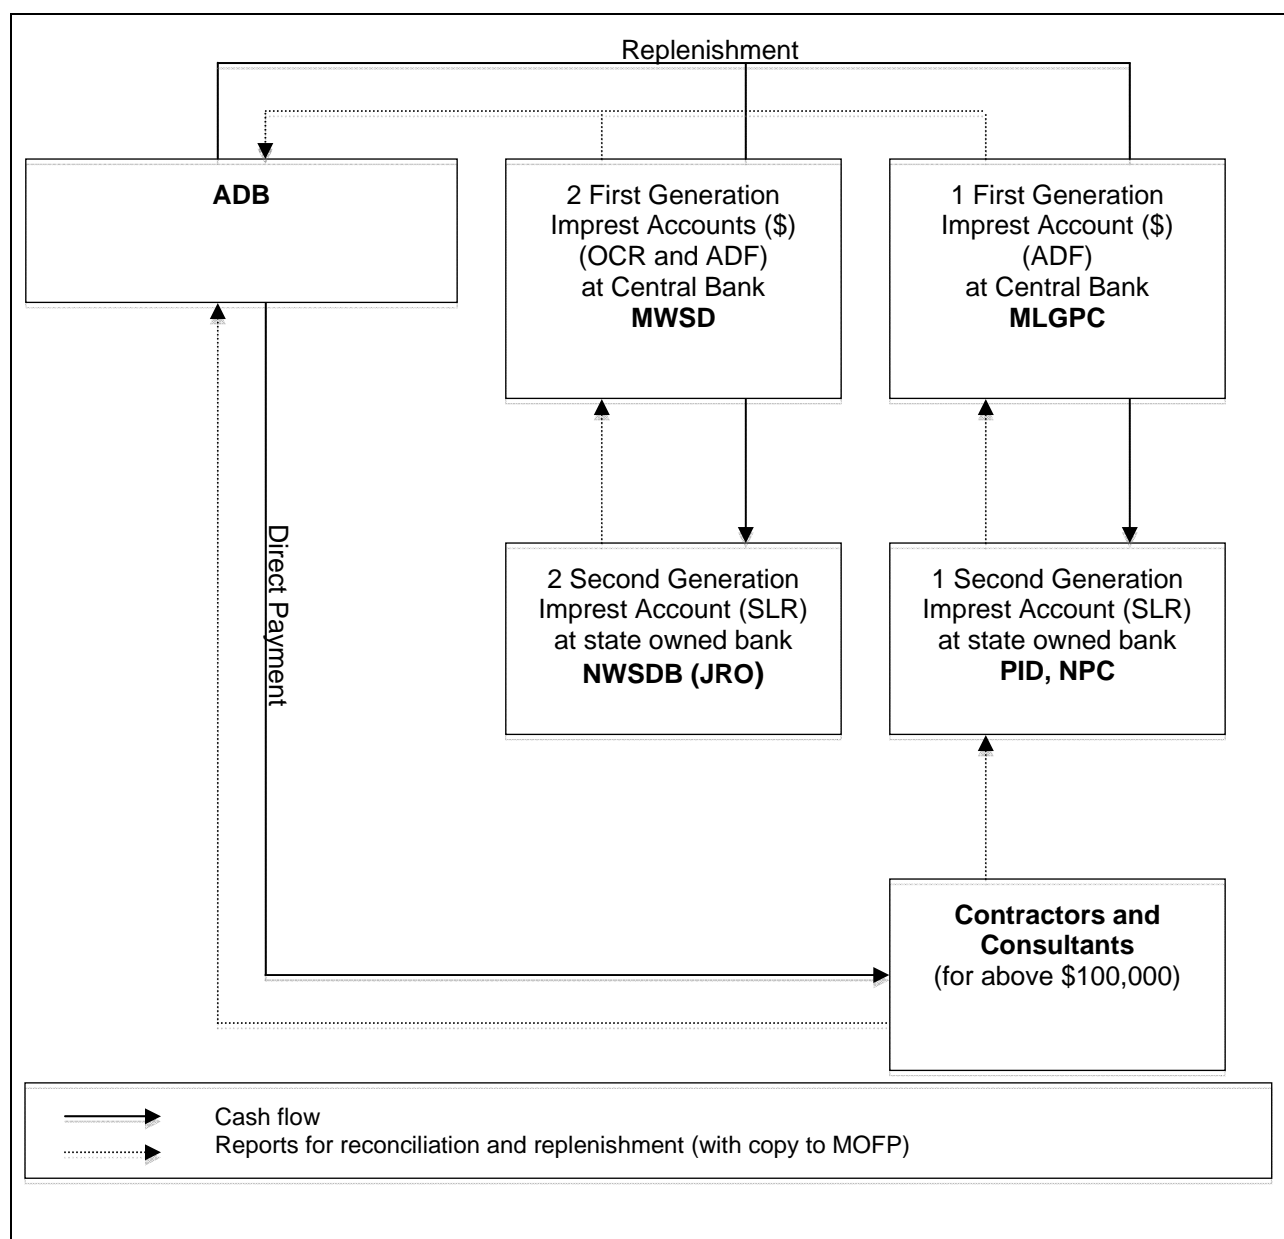 Replenishment
ADB
2 First Generation
Imprest Accounts ($)
(OCR and ADF)
at Central Bank
MWSD
1 First Generation
Imprest Account ($)
(ADF)
at Central Bank
MLGPC
Direct Payment
2 Second Generation
Imprest Account (SLR)
at state owned bank
NWSDB (JRO)
1 Second Generation
Imprest Account (SLR)
at state owned bank
PID, NPC
Contractors and
Consultants
(for above $100,000)
Cash flow
Reports for reconciliation and replenishment (with copy to MOFP)